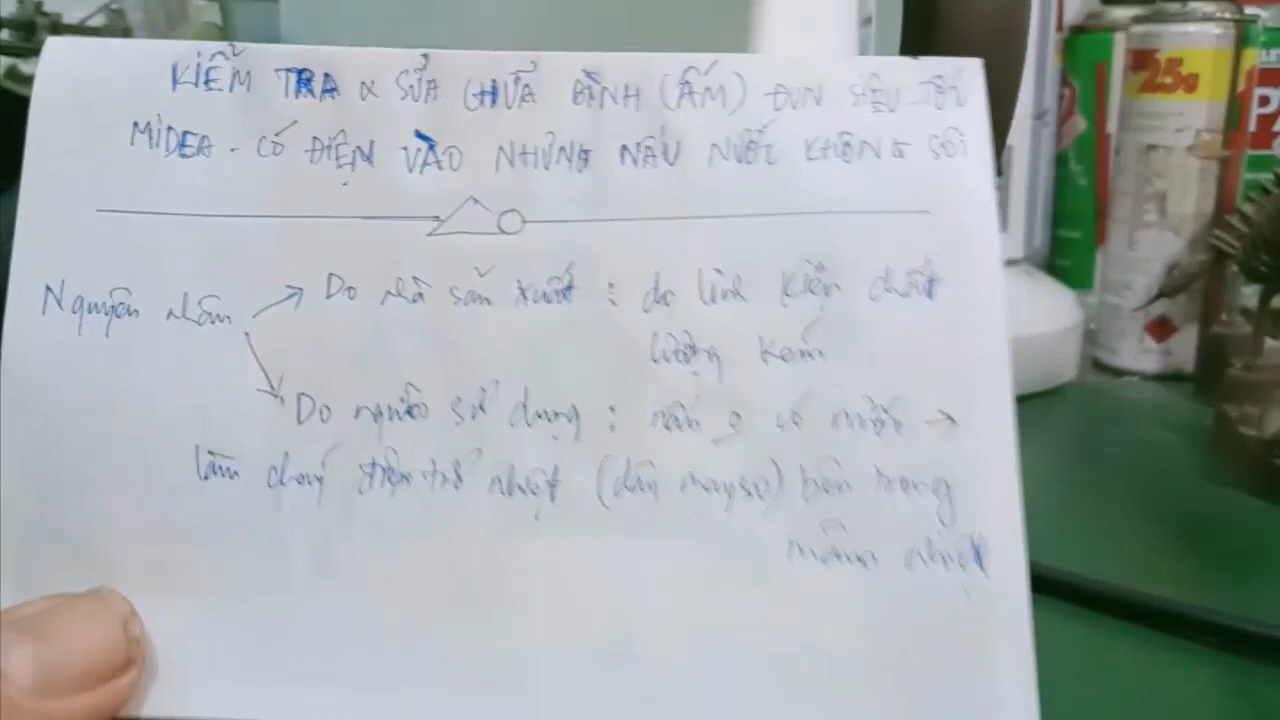 KIỂM TRA & SỬA CHỮA BÌNH (ẤM) ĐUN SIÊU TỐC
MIDEA - CÓ ĐIỆN VÀO NHƯNG NẤU NƯỚC KHÔNG SÔI
Nguyên nhân → Do nhà sản xuất : do linh kiện chất
lượng kém
Do người sử dụng : nấu có nước →
làm cháy điện trở nhiệt (dây mayso) bên trong
mâm nhiệt
25